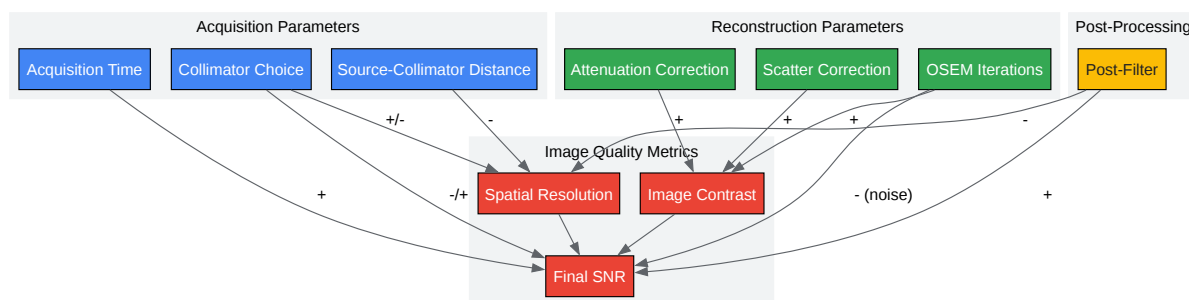 Acquisition Parameters
Reconstruction Parameters
Post-Processing
Acquisition Time
Collimator Choice
Source-Collimator Distance
Attenuation Correction
Scatter Correction
OSEM Iterations
Post-Filter
+/-
-
+
+
+
-
Image Quality Metrics
Spatial Resolution
Image Contrast
+
-/+
- (noise)
+
Final SNR